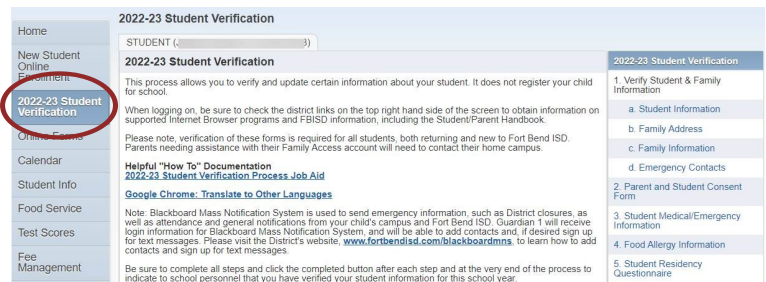 2022-23 Student Verification
Home
New Student
Online
Enrollment
2022-23 Student
Verification
Online Forms
Calendar
Student Info
Food Service
Test Scores
Fee
Management
STUDENT (
2022-23 Student Verification
This process allows you to verify and update certain information about your student. It does not register your child
for school.
When logging on, be sure to check the district links on the top right hand side of the screen to obtain information on
supported Internet Browser programs and FBISD information, including the Student/Parent Handbook.
Please note, verification of these forms is required for all students, both returning and new to Fort Bend ISD.
Parents needing assistance with their Family Access account will need to contact their home campus.
Helpful "How To" Documentation
2022-23 Student Verification Process Job Aid
Google Chrome: Translate to Other Languages
Note: Blackboard Mass Notification System is used to send emergency information, such as District closures, as
well as attendance and general notifications from your child's campus and Fort Bend ISD. Guardian 1 will receive
login information for Blackboard Mass Notification System, and will be able to add contacts and, if desired sign up
for text messages. Please visit the District's website, www.fortbendisd.com/blackboardmns, to learn how to add
contacts and sign up for text messages.
Be sure to complete all steps and click the completed button after each step and at the very end of the process to
indicate to school personnel that you have verified your student information for this school year.
2022-23 Student Verification
1. Verify Student & Family
Information
a. Student Information
b. Family Address
c. Family Information
d. Emergency Contacts
2. Parent and Student Consent
Form
3. Student Medical/Emergency
Information
4. Food Allergy Information
5. Student Residency
Questionnaire